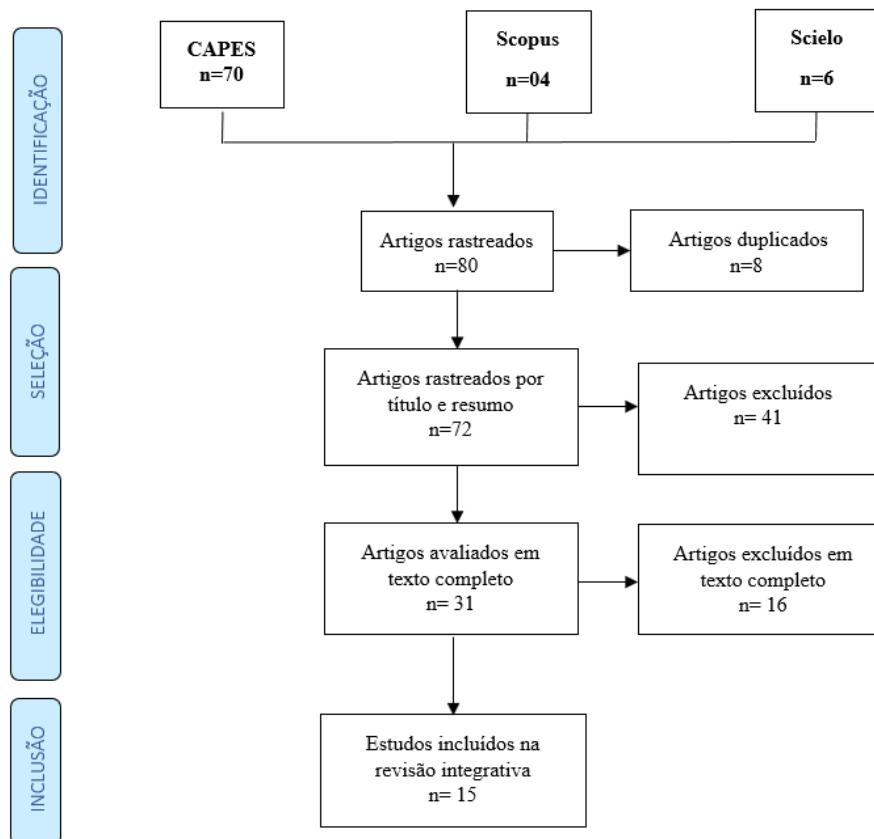 IDENTIFICAÇÃO
CAPES
n=70
Scopus
n=04
Scielo
n=6
Artigos rastreados
n=80
Artigos duplicados
n=8
SELEÇÃO
Artigos rastreados por
título e resumo
n=72
Artigos excluídos
n= 41
ELEGIBILIDADE
Artigos avaliados em
texto completo
n= 31
Artigos excluídos em
texto completo
n= 16
INCLUSÃO
Estudos incluídos na
revisão integrativa
n= 15